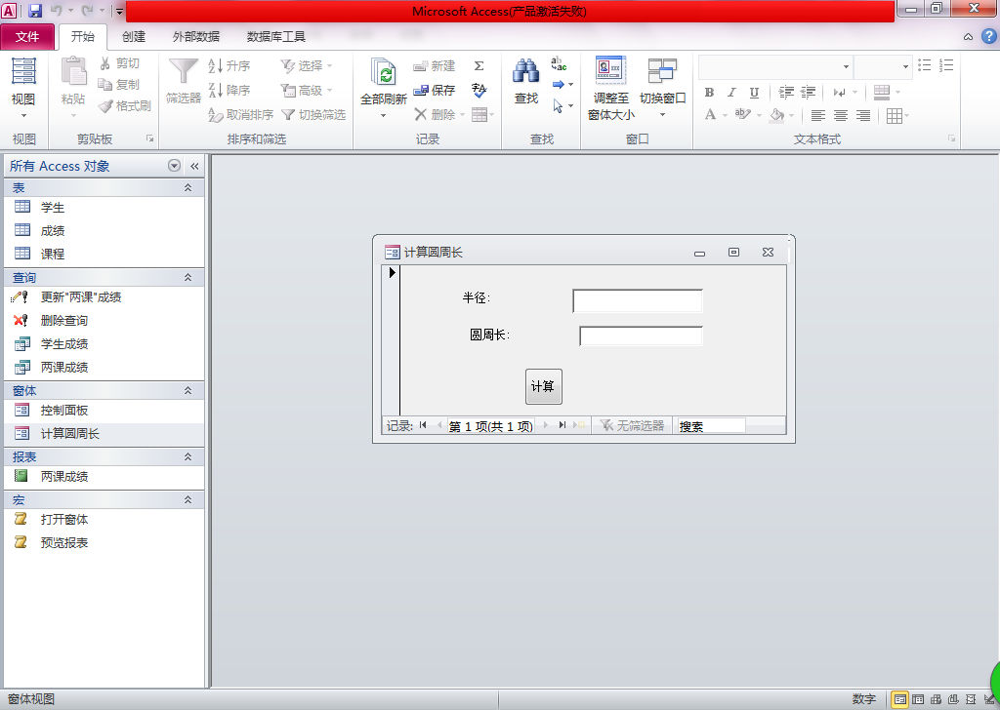 Microsoft Access(产品激活失败)
文件 开始 创建 外部数据 数据库工具
视图 粘贴 剪切 复制 格式刷 筛选器 升序 降序 取消排序 选择 高级 切换筛选 全部刷新 新建 保存 删除 查找 调整至窗体大小 切换窗口
视图 剪贴板 排序和筛选 记录 查找 窗口 文本格式
所有 Access 对象
表
学生
成绩
课程
查询
更新"两课"成绩
删除查询
学生成绩
两课成绩
窗体
控制面板
计算圆周长
报表
两课成绩
宏
打开窗体
预览报表
计算圆周长
半径:
圆周长:
计算
记录: 第 1 项(共 1 项) 无筛选器 搜索
窗体视图 数字